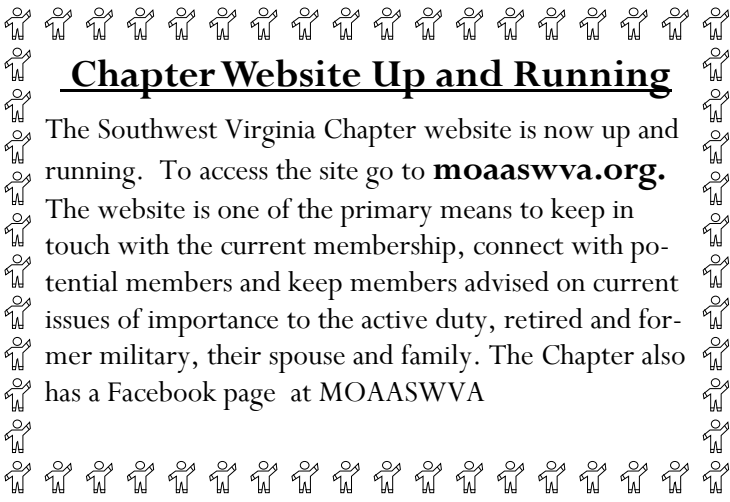 Chapter Website Up and Running
The Southwest Virginia Chapter website is now up and
running.  To access the site go to moaaswva.org.
The website is one of the primary means to keep in
touch with the current membership, connect with po-
tential members and keep members advised on current
issues of importance to the active duty, retired and for-
mer military, their spouse and family. The Chapter also
has a Facebook page  at MOAASWVA